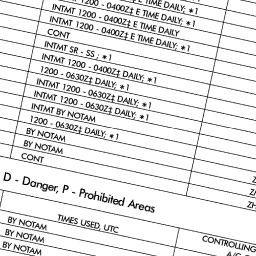 INTMT 1200 - 0400Z‡ E TIME DAILY; *1
INTMT 1200 - 0400Z‡ E TIME DAILY
INTMT 1200 - 0400Z‡ E TIME DAILY; *1
CONT
INTMT SR - SS ; *1
INTMT 1200 - 0400Z‡ DAILY; *1
1200 - 0630Z‡ DAILY; *1
INTMT 1200 - 0630Z‡ DAILY; *1
INTMT 1200 - 0630Z‡ DAILY; *1
INTMT BY NOTAM
1200 - 0630Z‡ DAILY; *1
BY NOTAM
BY NOTAM
CONT
D - Danger, P - Prohibited Areas
TIMES USED, UTC
CONTROLLING
BY NOTAM
BY NOTAM
BY NOTAM